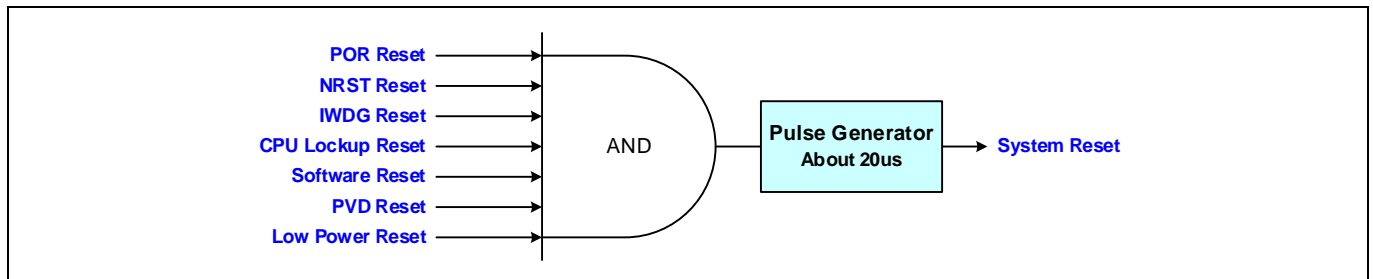 POR Reset
NRST Reset
IWDG Reset
CPU Lockup Reset
Software Reset
PVD Reset
Low Power Reset
AND
Pulse Generator
About 20us
System Reset